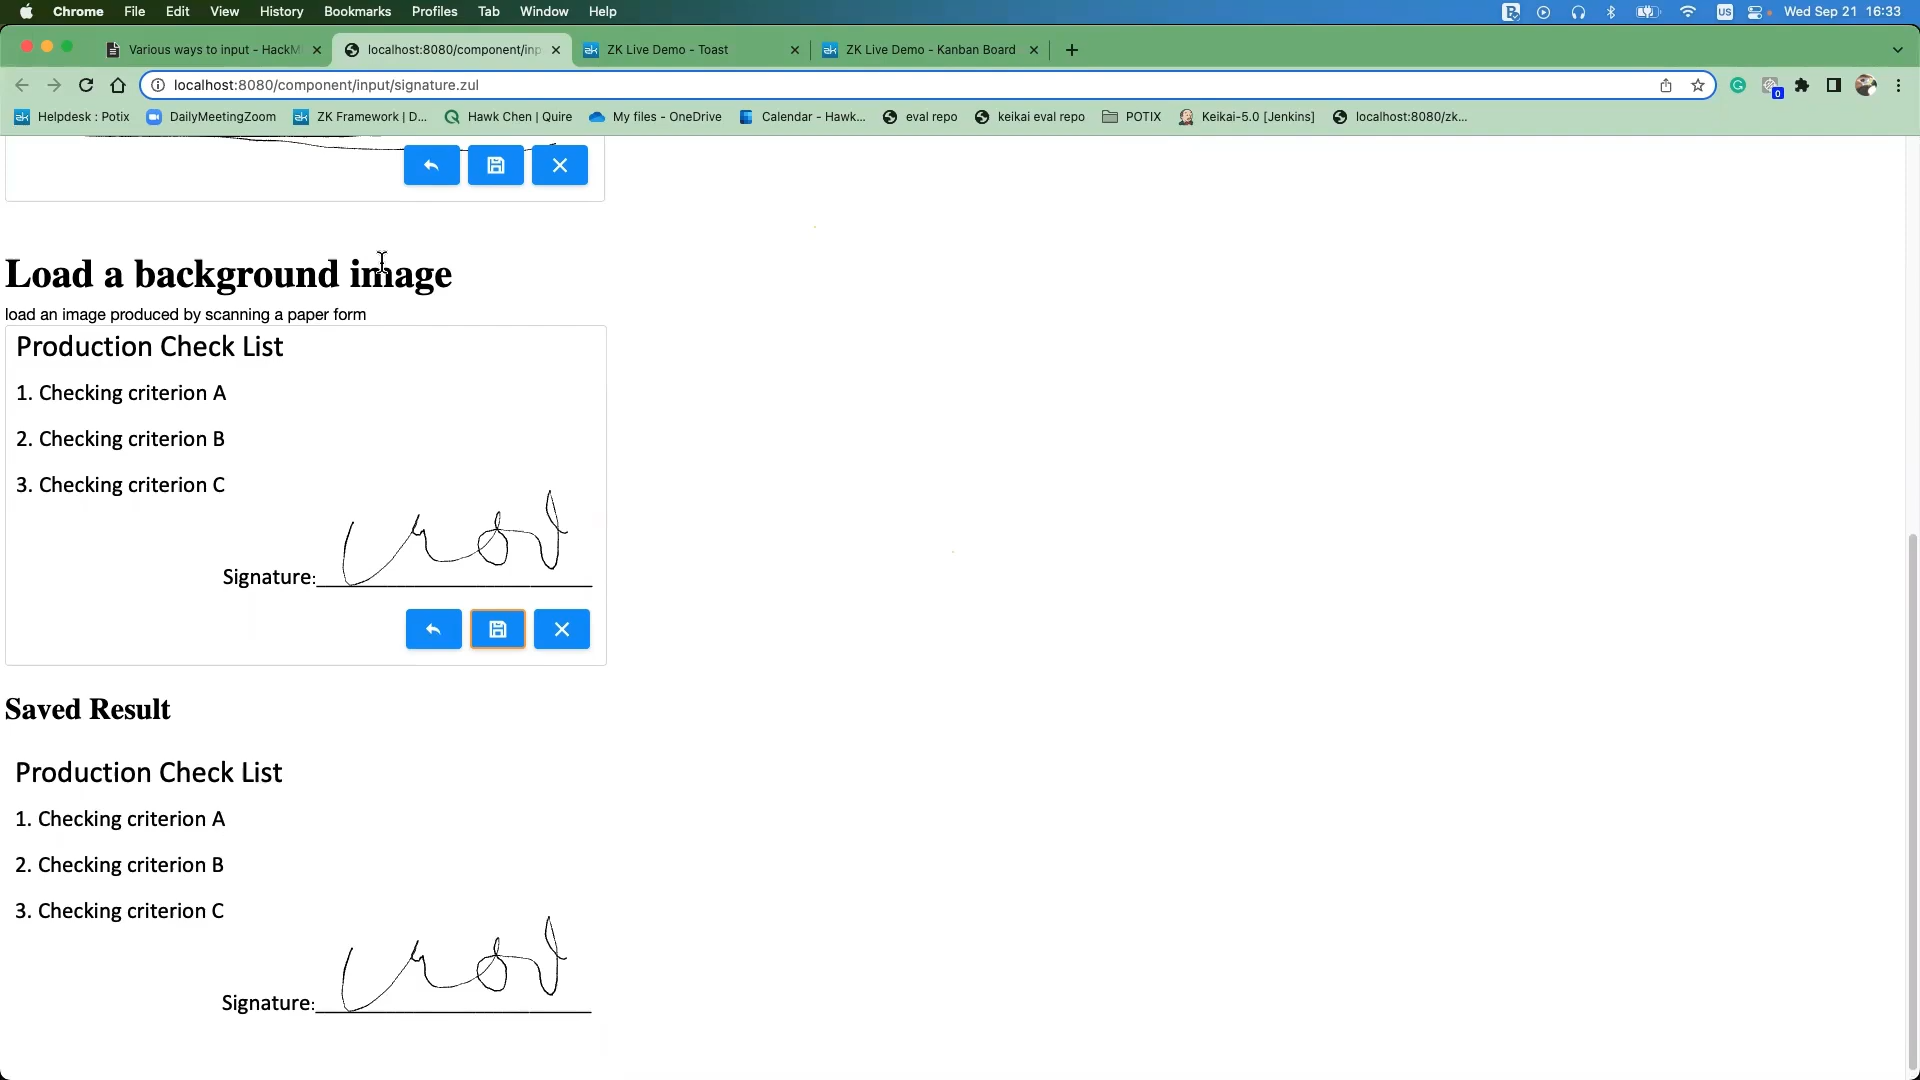 Chrome File Edit View History Bookmarks Profiles Tab Window Help US Wed Sep 21 16:33
Various ways to input - HackM localhost:8080/component/inp ZK Live Demo - Toast ZK Live Demo - Kanban Board
localhost:8080/component/input/signature.zul 0
Helpdesk : Potix DailyMeetingZoom ZK Framework | D... Hawk Chen | Quire My files - OneDrive Calendar - Hawk... eval repo keikai eval repo POTIX Keikai-5.0 [Jenkins] localhost:8080/zk...
Load a background image
load an image produced by scanning a paper form
Production Check List
1. Checking criterion A
2. Checking criterion B
3. Checking criterion C
Signature:
Saved Result
Production Check List
1. Checking criterion A
2. Checking criterion B
3. Checking criterion C
Signature: